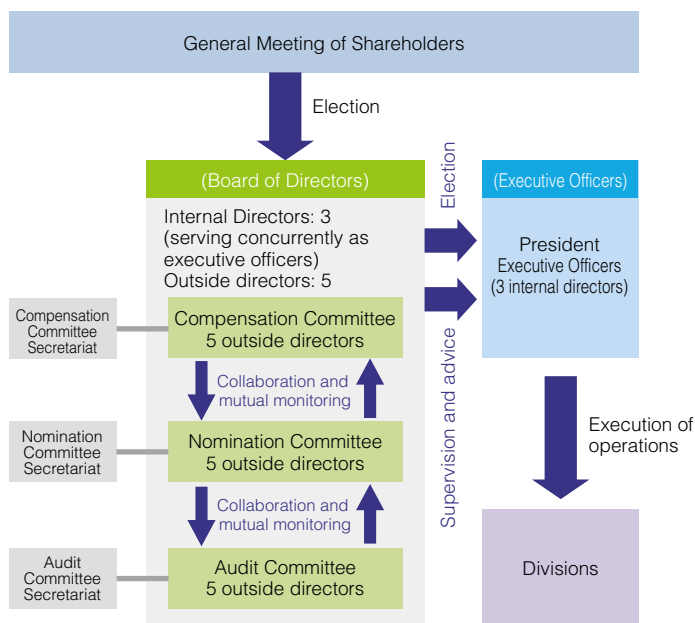 General Meeting of Shareholders
Election
(Board of Directors)
Internal Directors: 3
(serving concurrently as
executive officers)
Outside directors: 5
Election
Supervision and advice
(Executive Officers)
President
Executive Officers
(3 internal directors)
Compensation
Committee
Secretariat
Compensation Committee
5 outside directors
Collaboration and
mutual monitoring
Nomination
Committee
Secretariat
Nomination Committee
5 outside directors
Collaboration and
mutual monitoring
Audit
Committee
Secretariat
Audit Committee
5 outside directors
Execution of
operations
Divisions